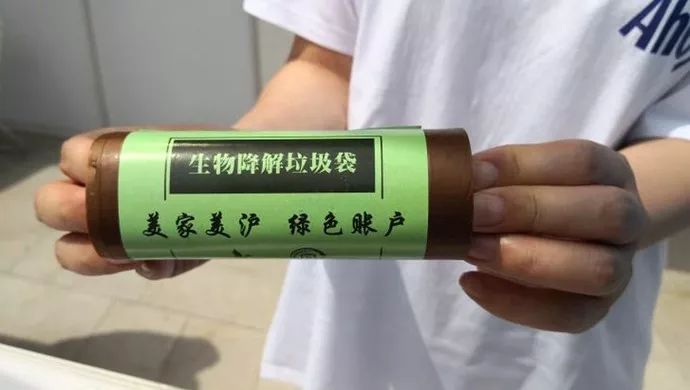 生物降解垃圾袋
美家美沪 绿色账户